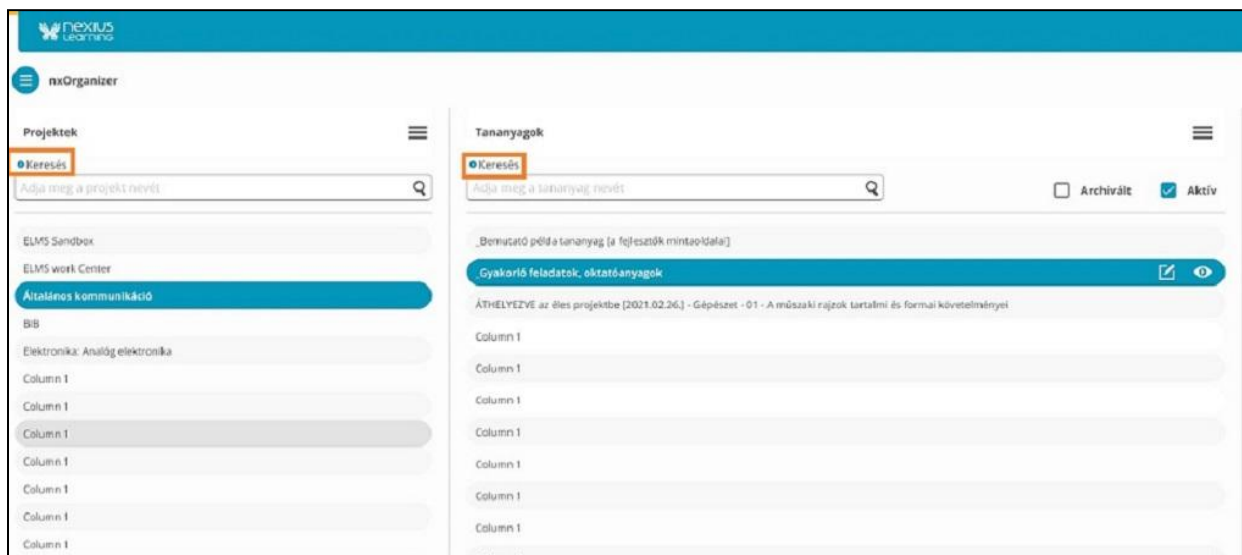 nexius
Learning
nxOrganizer
Projektek
Keresés
Adja meg a projekt nevét
ELMS Sandbox
ELMS work Center
Általános kommunikáció
BIB
Elektronika: Analóg elektronika
Column 1
Column 1
Column 1
Column 1
Column 1
Column 1
Column 1
Tananyagok
Keresés
Adja meg a tananyag nevét
Archivált
Aktív
_Bemutató példa tananyag [a fejlesztők mintaoldalai]
_Gyakorló feladatok, oktatóanyagok
ÁTHELYEZVE az éles projektbe [2021.02.26.] - Gépészet - 01 - A műszaki rajzok tartalmi és formai követelményei
Column 1
Column 1
Column 1
Column 1
Column 1
Column 1
Column 1